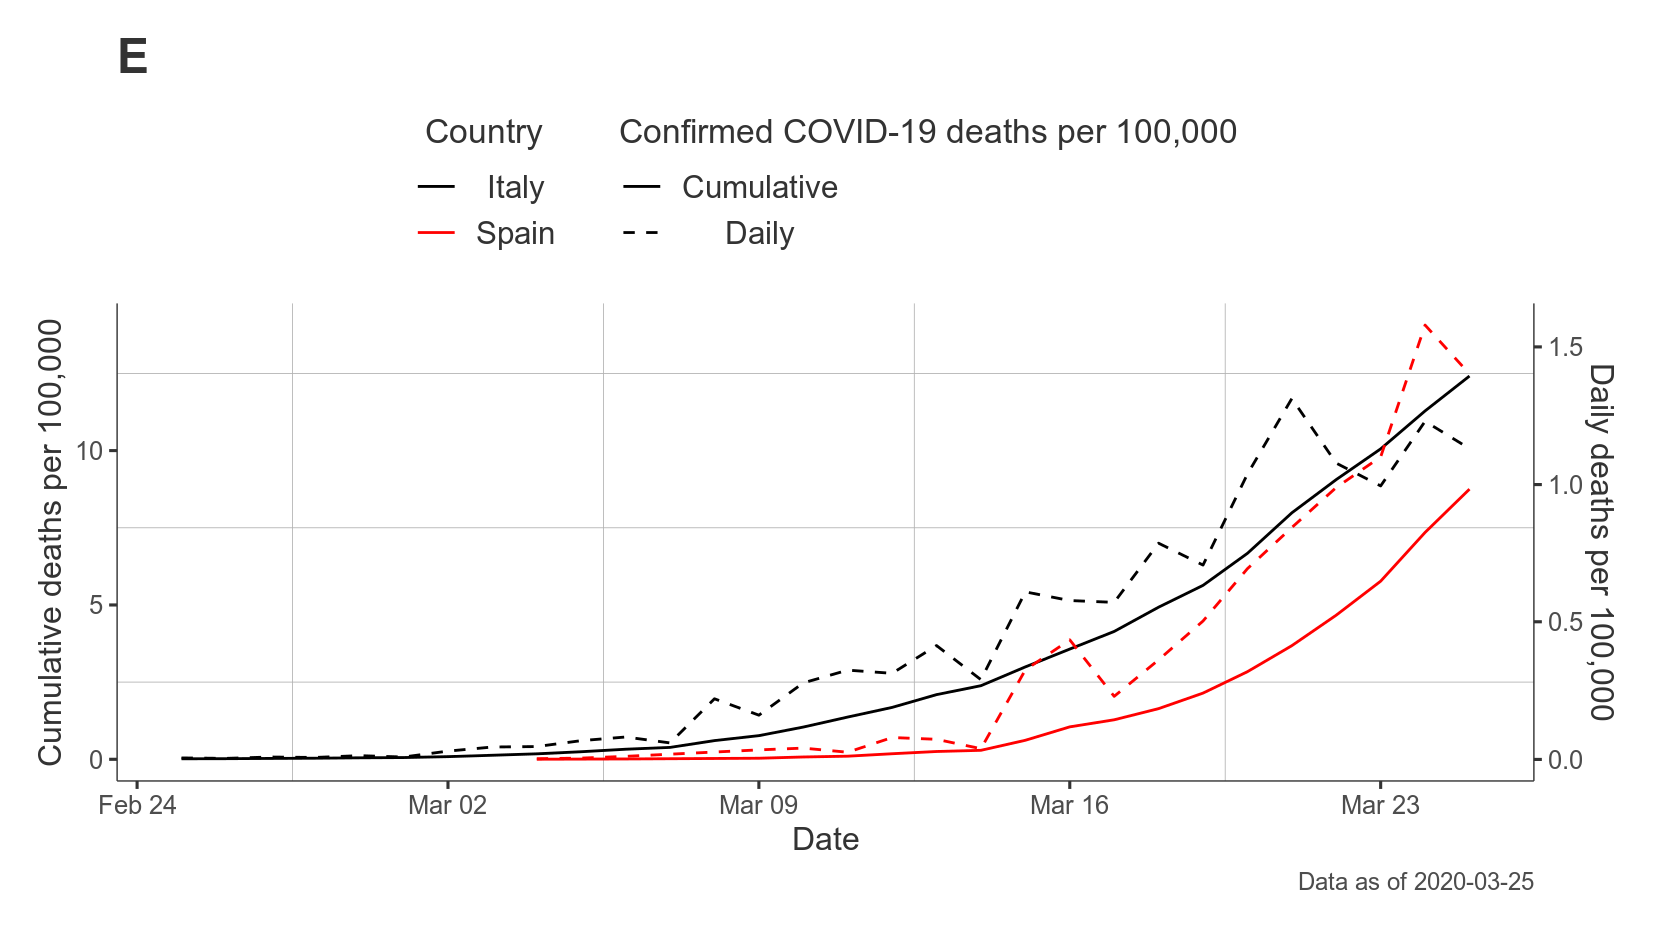 E
Country Confirmed COVID-19 deaths per 100,000
Italy Cumulative
Spain Daily
Cumulative deaths per 100,000
10
5
0
1.5
1.0
0.5
0.0
Daily deaths per 100,000
Feb 24 Mar 02 Mar 09 Mar 16 Mar 23
Date
Data as of 2020-03-25